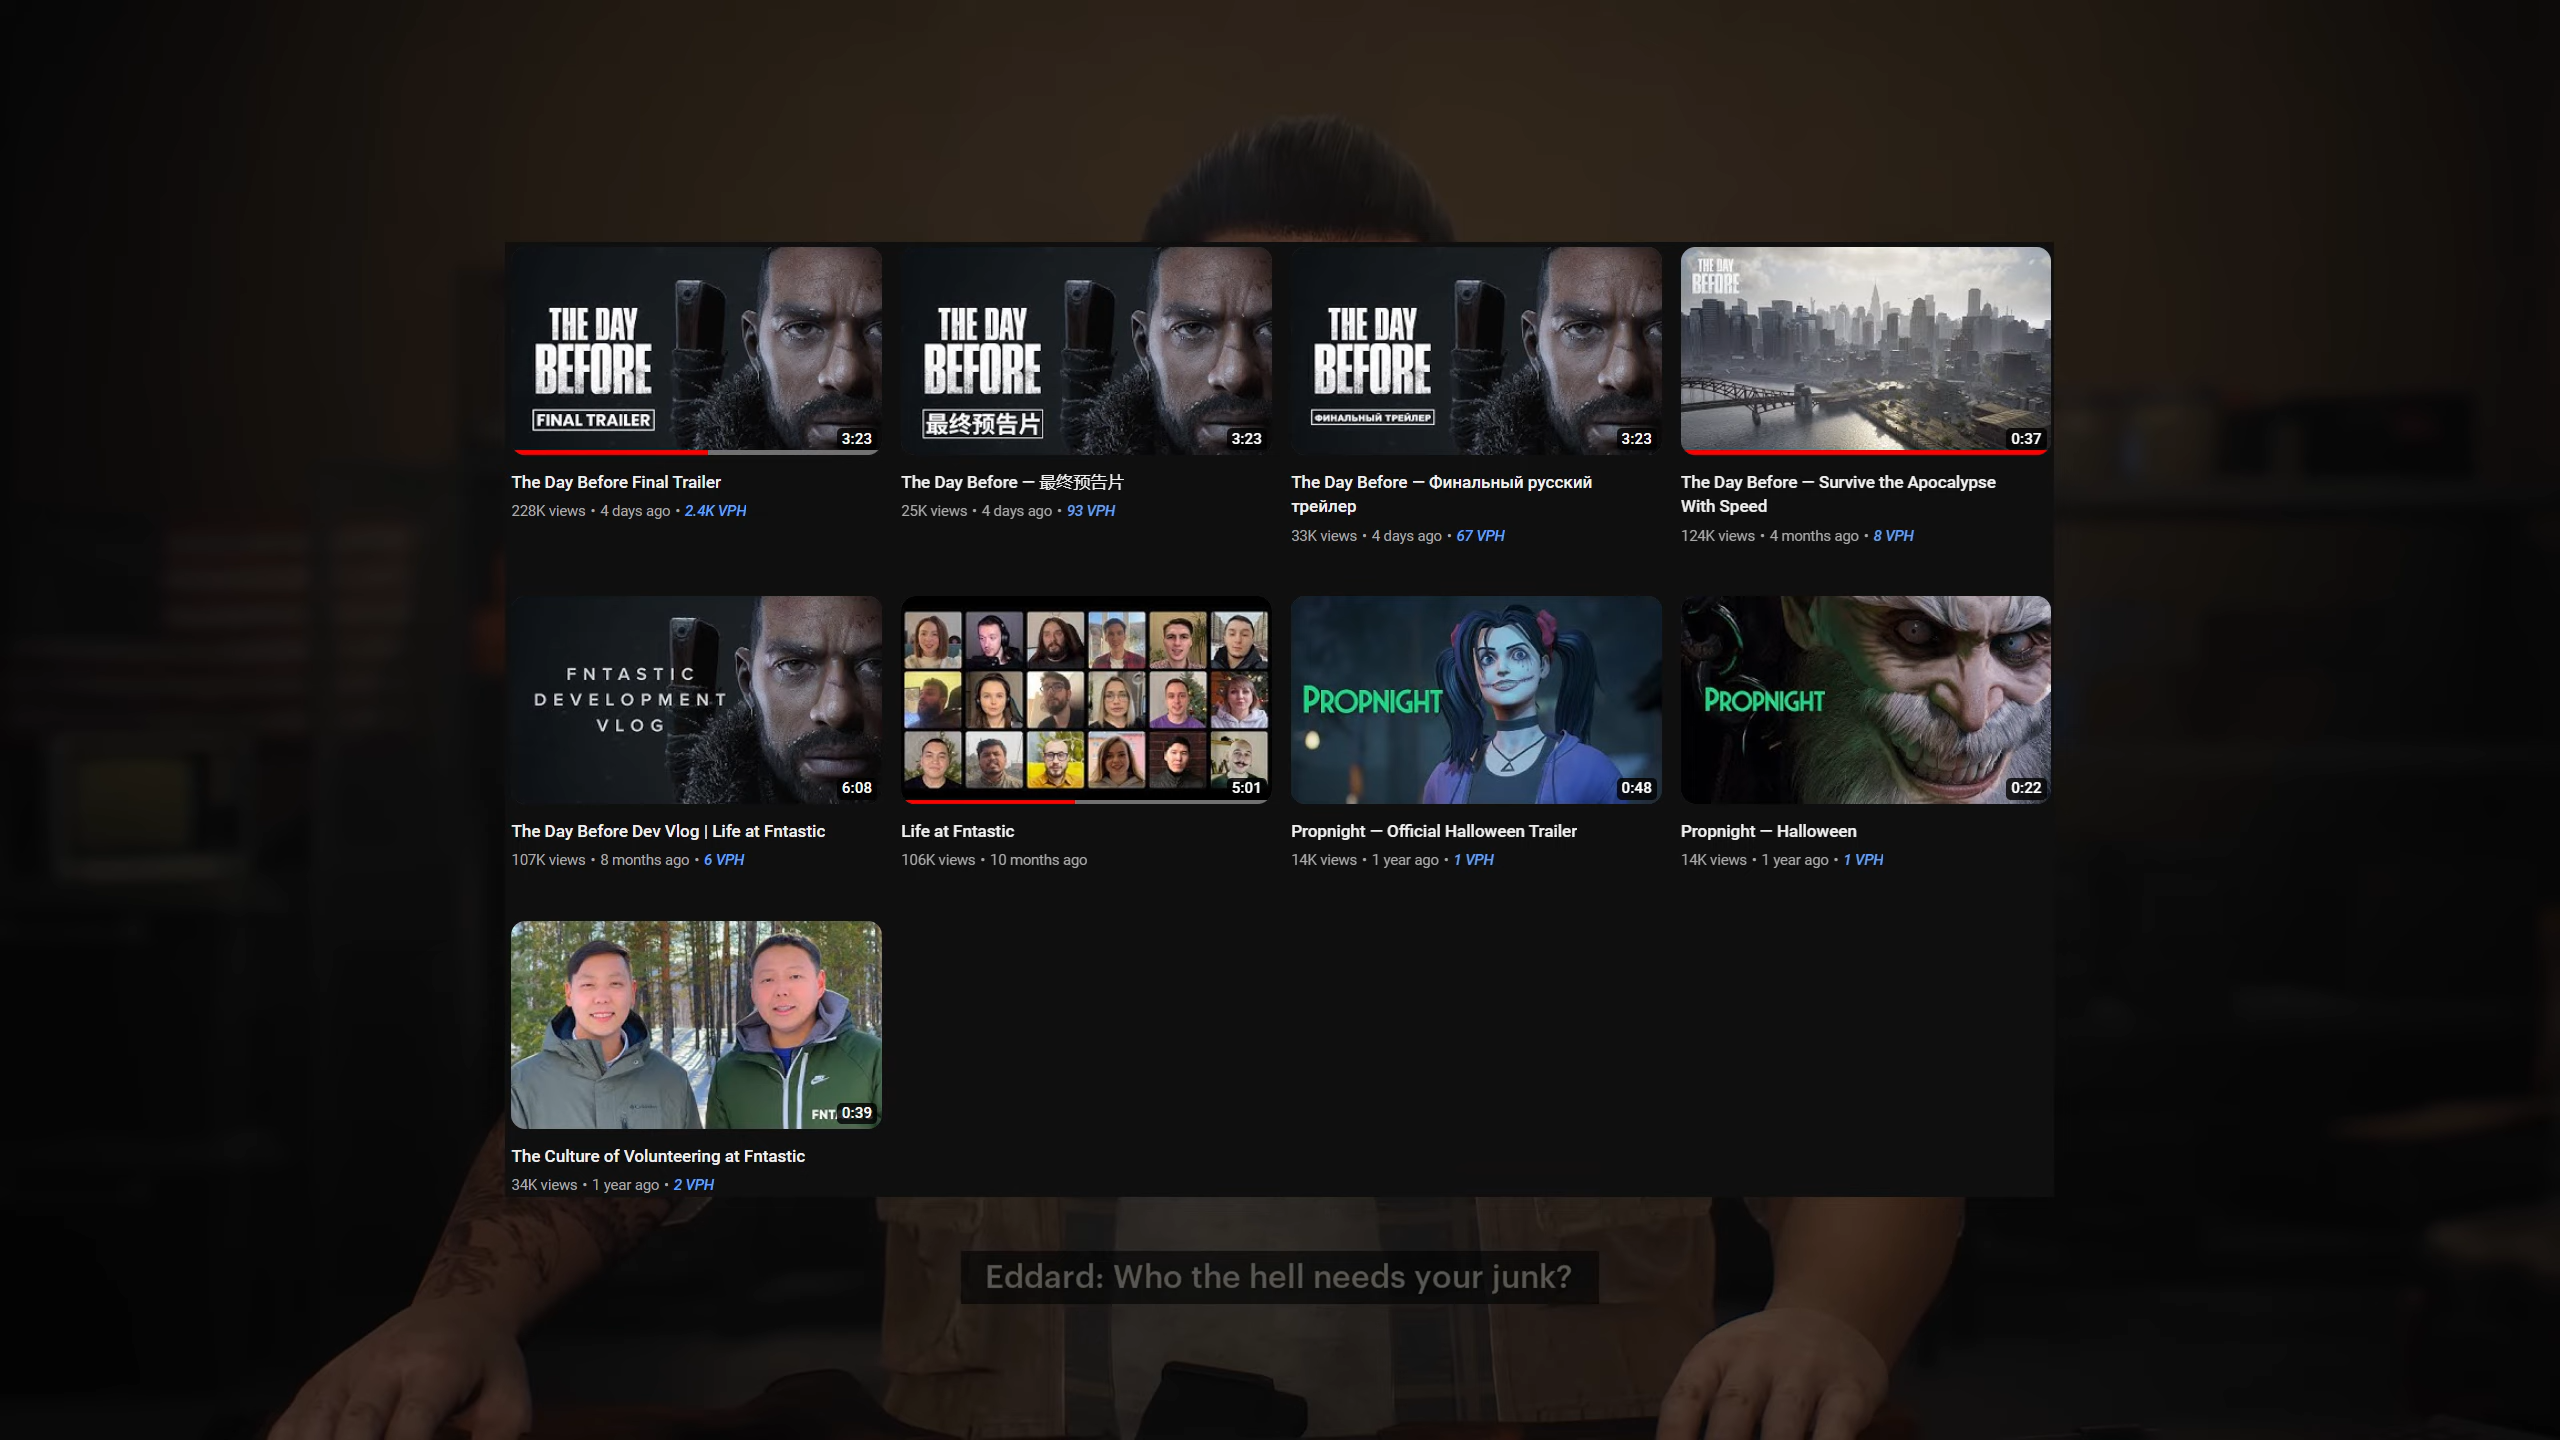 THE DAY
BEFORE
FINAL TRAILER
3:23
The Day Before Final Trailer
228K views • 4 days ago • 2.4K VPH
THE DAY
BEFORE
最终预告片
3:23
The Day Before — 最终预告片
25K views • 4 days ago • 93 VPH
THE DAY
BEFORE
ФИНАЛЬНЫЙ ТРЕЙЛЕР
3:23
The Day Before — Финальный русский
трейлер
33K views • 4 days ago • 67 VPH
THE DAY
BEFORE
0:37
The Day Before — Survive the Apocalypse
With Speed
124K views • 4 months ago • 8 VPH
FNTASTIC
DEVELOPMENT
VLOG
6:08
The Day Before Dev Vlog | Life at Fntastic
107K views • 8 months ago • 6 VPH
5:01
Life at Fntastic
106K views • 10 months ago
PROPNIGHT
0:48
Propnight — Official Halloween Trailer
14K views • 1 year ago • 1 VPH
PROPNIGHT
0:22
Propnight — Halloween
14K views • 1 year ago • 1 VPH
FNT
0:39
The Culture of Volunteering at Fntastic
34K views • 1 year ago • 2 VPH
Eddard: Who the hell needs your junk?